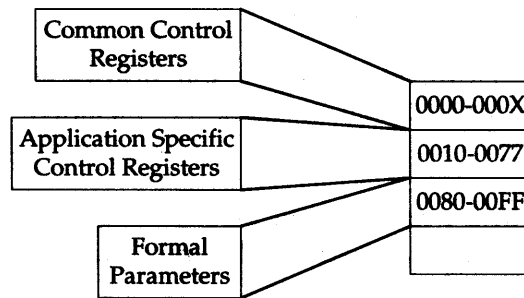 Common Control
Registers
0000-000X
Application Specific
Control Registers
0010-0077
0080-00FF
Formal
Parameters